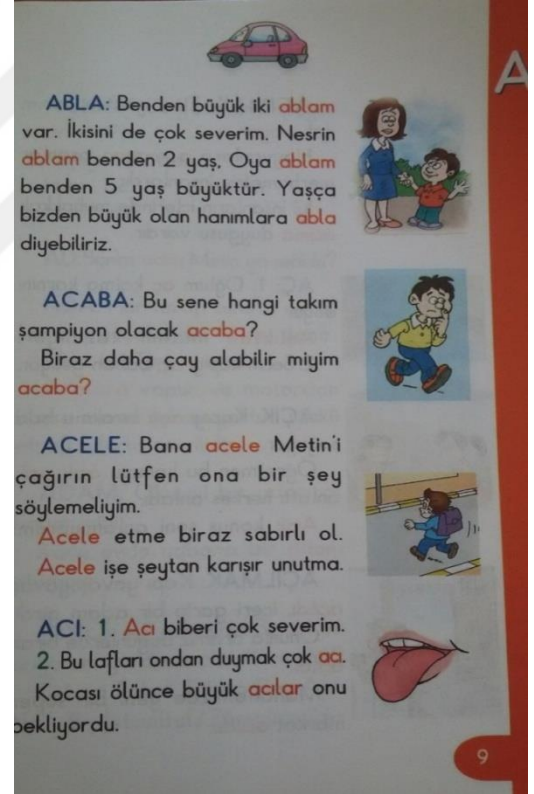 A
ABLA: Benden büyük iki ablam
var. İkisini de çok severim. Nesrin
ablam benden 2 yaş, Oya ablam
benden 5 yaş büyüktür. Yaşça
bizden büyük olan hanımlara abla
diyebiliriz.
ACABA: Bu sene hangi takım
şampiyon olacak acaba?
Biraz daha çay alabilir miyim
acaba?
ACELE: Bana acele Metin'i
çağırın lütfen ona bir şey
söylemeliyim.
Acele etme biraz sabırlı ol.
Acele işe şeytan karışır unutma.
ACI: 1. Acı biberi çok severim.
2. Bu lafları ondan duymak çok acı.
Kocası ölünce büyük acılar onu
bekliyordu.
9